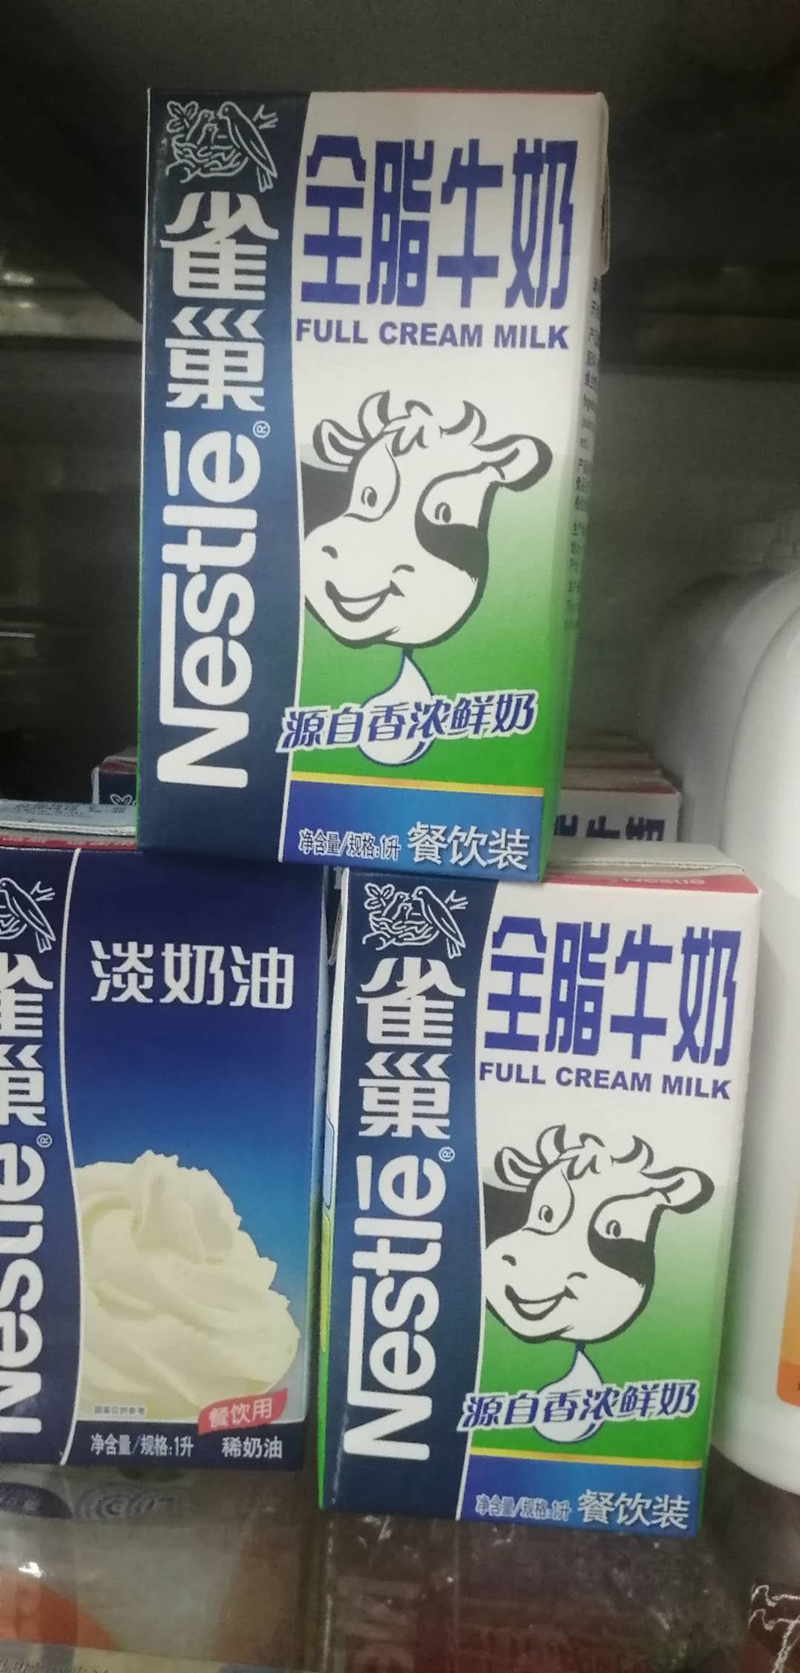 雀巢
Nestlé®
全脂牛奶
FULL CREAM MILK
源自香浓鲜奶
净含量/规格:1升 餐饮装
雀巢
Nestlé®
淡奶油
餐饮用
净含量/规格:1升 稀奶油
雀巢
Nestlé®
全脂牛奶
FULL CREAM MILK
源自香浓鲜奶
净含量/规格:1升 餐饮装